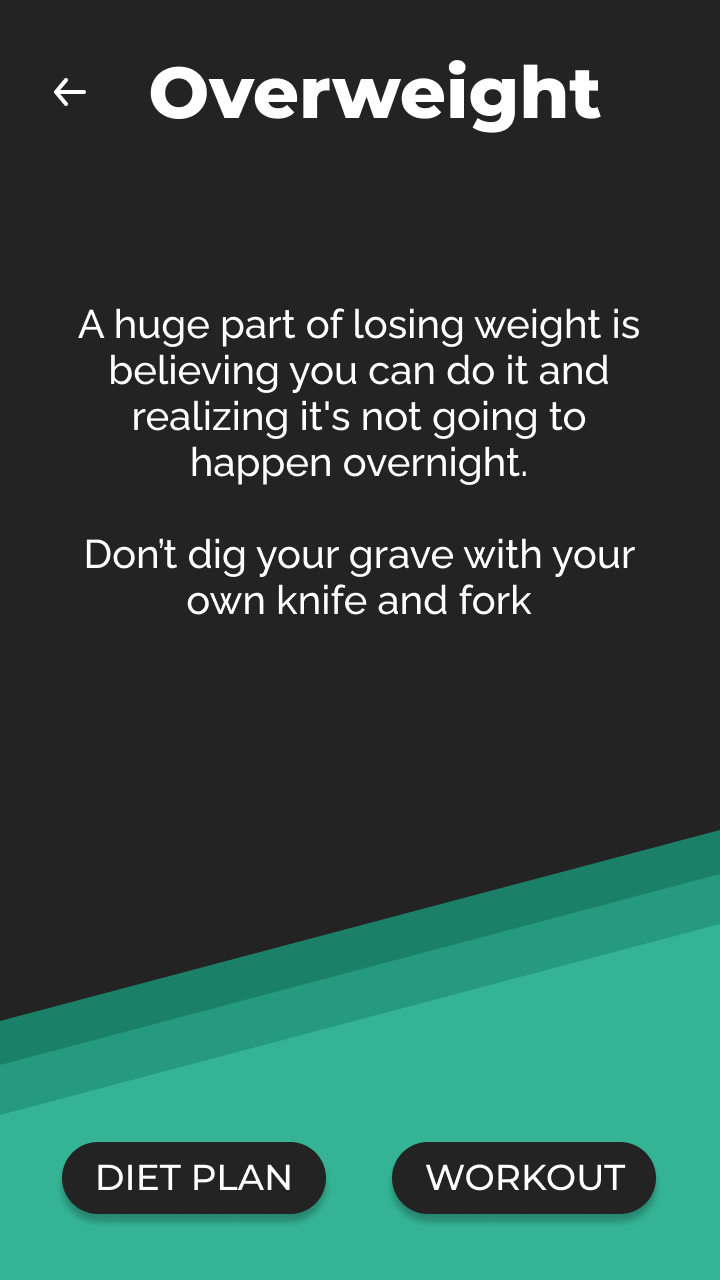 Overweight
A huge part of losing weight is
believing you can do it and
realizing it's not going to
happen overnight.
Don’t dig your grave with your
own knife and fork
DIET PLAN
WORKOUT